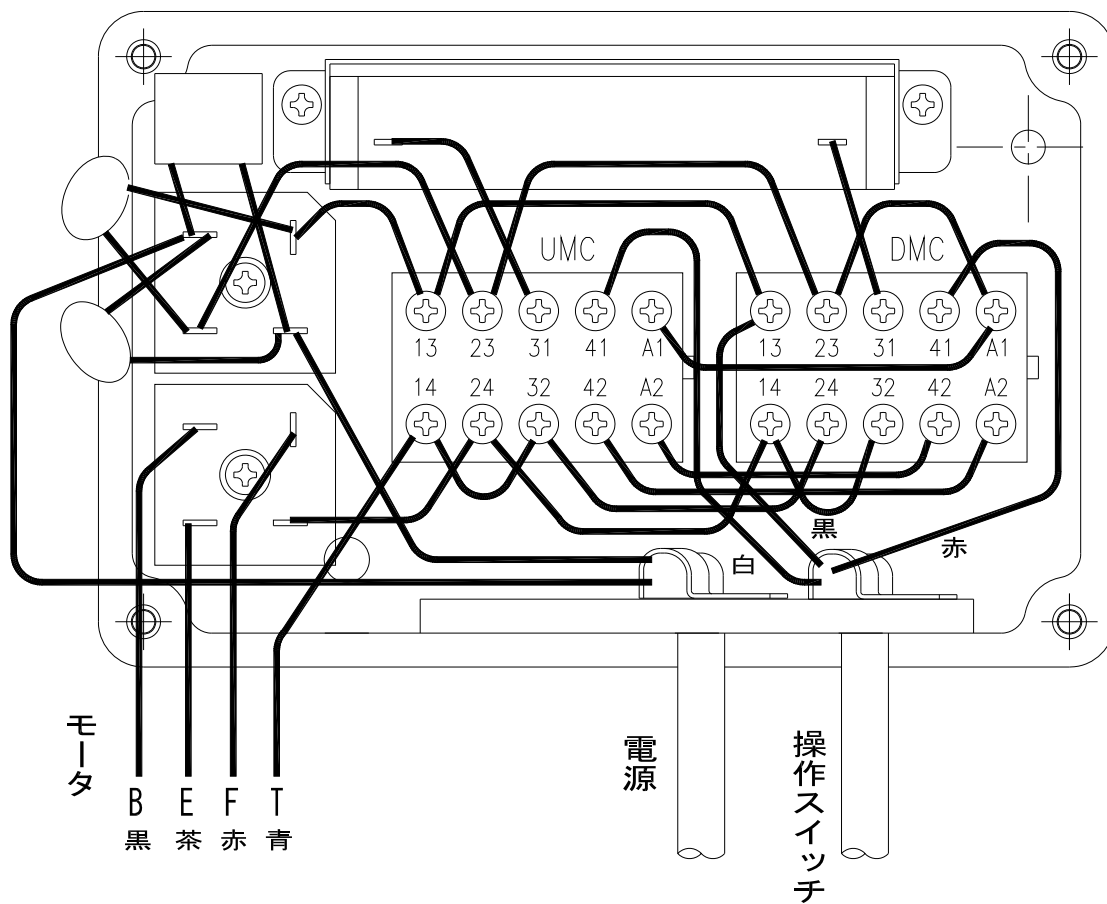 UMC
DMC
13 23 31 41 A1
13 23 31 41 A1
14 24 32 42 A2
14 24 32 42 A2
黒
赤
白
モータ
電源
操作スイッチ
B E F T
黒 茶 赤 青